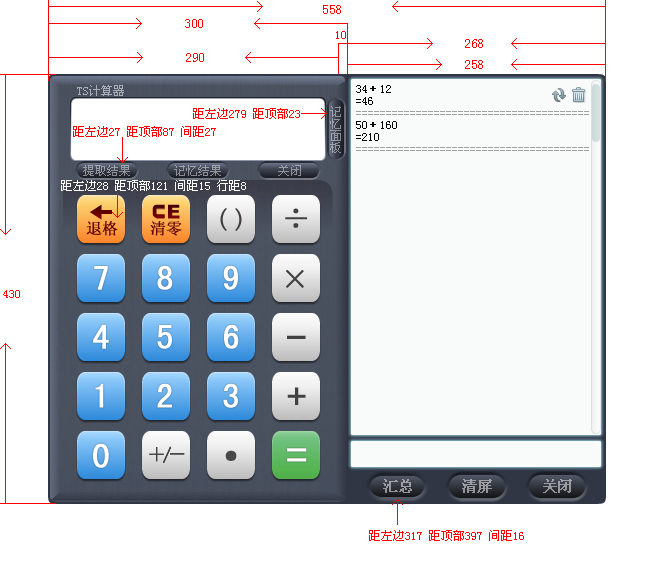 558
300
10
268
290
258
TS计算器
34 + 12
=46
距左边279 距顶部23
记忆面板
50 + 160
=210
距左边27 距顶部87 间距27
提取结果 记忆结果 关闭
距左边28 距顶部121 间距15 行距8
退格 CE 清零 ( ) ÷
7 8 9 ×
430
4 5 6 −
1 2 3 +
0 +/− • =
汇总 清屏 关闭
距左边317 距顶部397 间距16